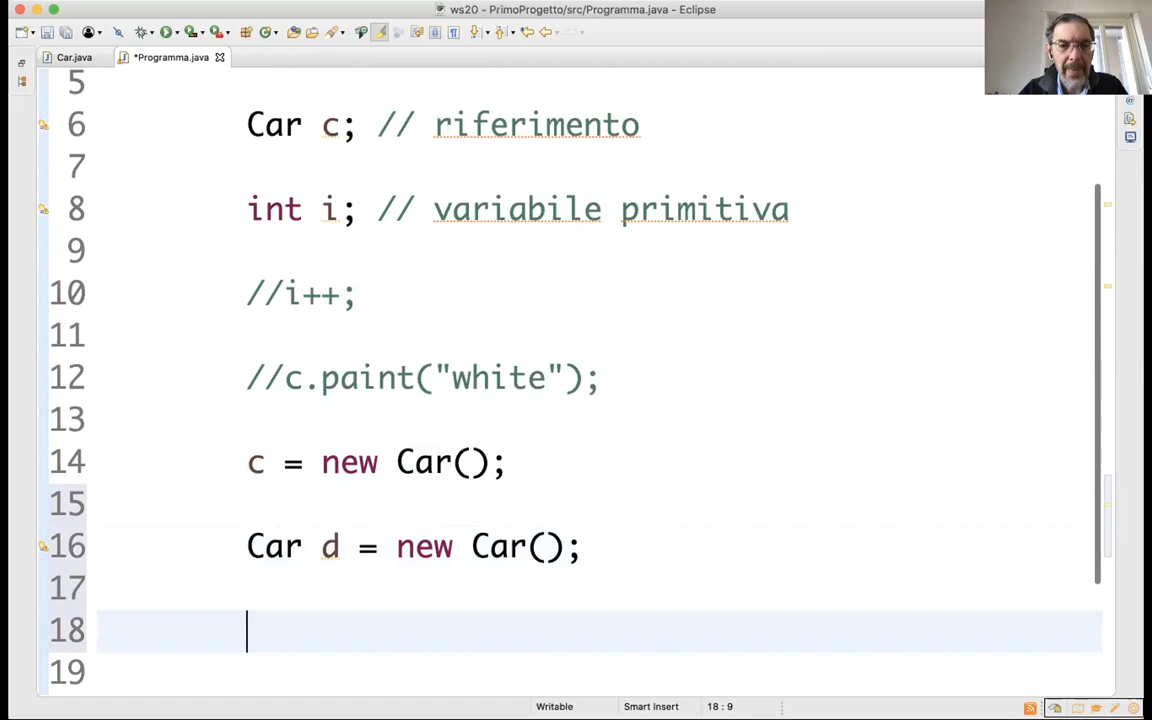 ws20 - PrimoProgetto/src/Programma.java - Eclipse
Car.java
*Programma.java
5
6 Car c; // riferimento
7
8 int i; // variabile primitiva
9
10 //i++;
11
12 //c.paint("white");
13
14 c = new Car();
15
16 Car d = new Car();
17
18
19
Writable Smart Insert 18 : 9